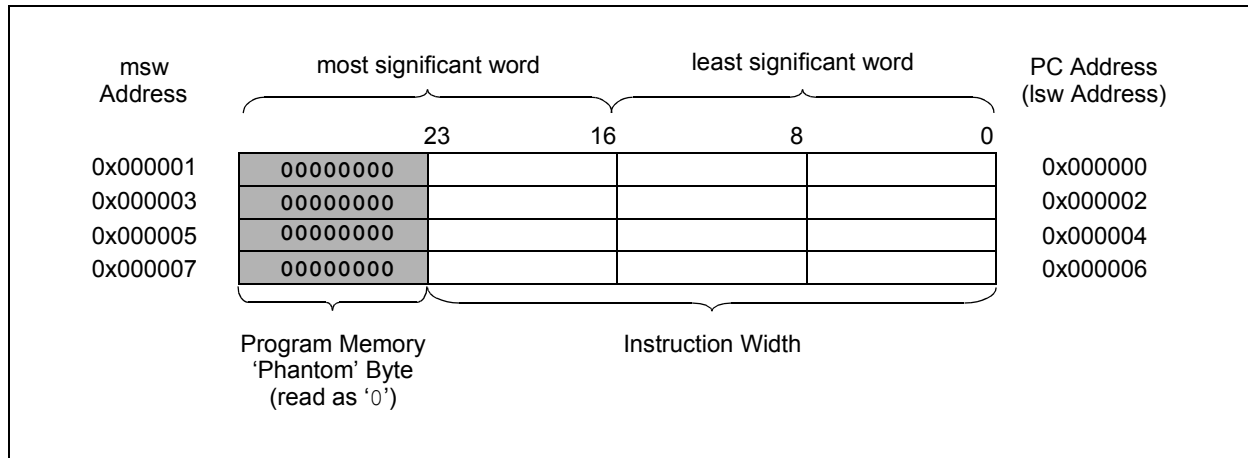 msw
Address
most significant word
least significant word
PC Address
(lsw Address)
23 16 8 0
0x000001 00000000 0x000000
0x000003 00000000 0x000002
0x000005 00000000 0x000004
0x000007 00000000 0x000006
Program Memory
‘Phantom’ Byte
(read as ‘0’)
Instruction Width